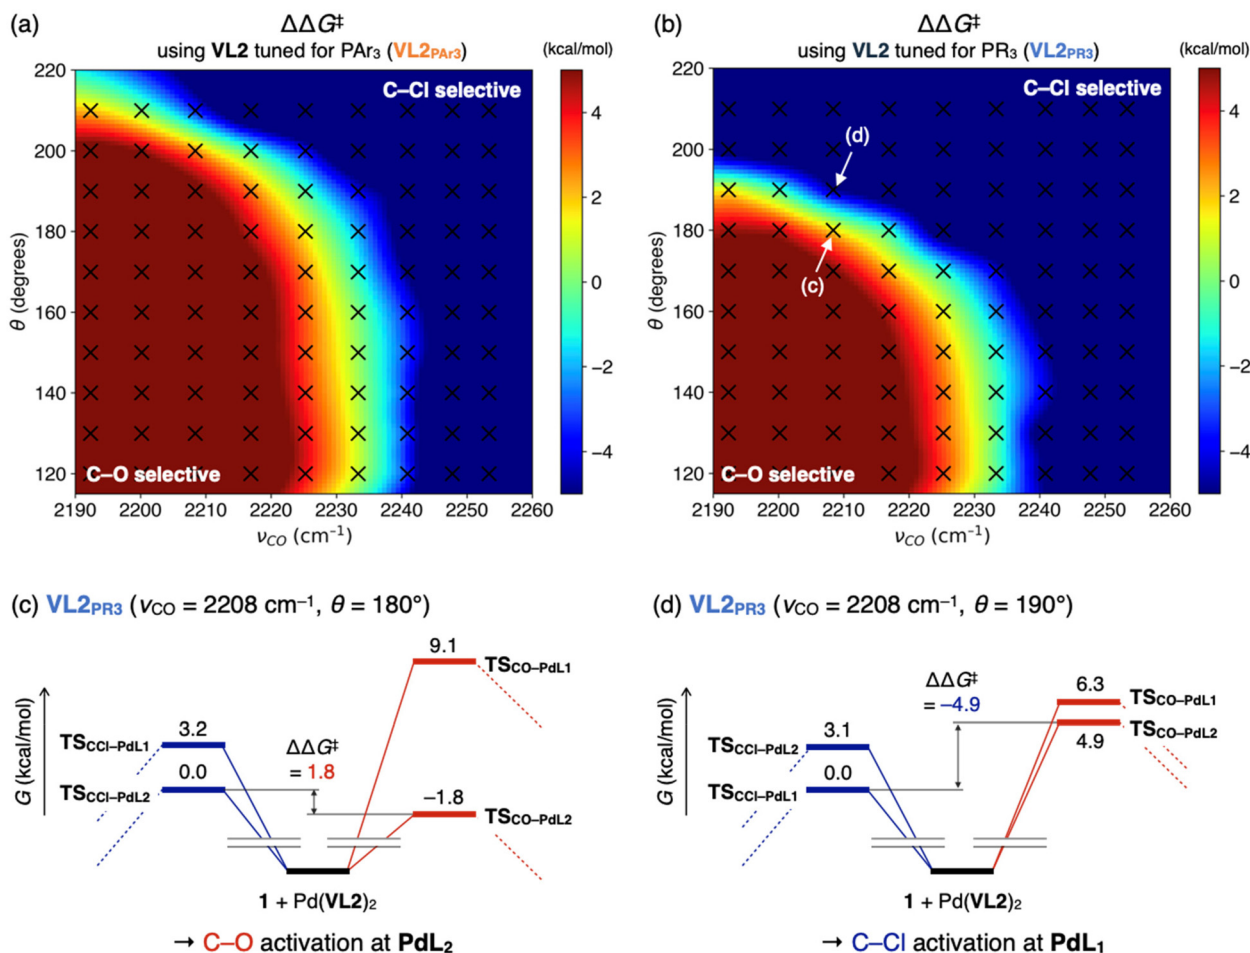 (a)
ΔΔG‡
using VL2 tuned for PAr₃ (VL2PAr3)
(kcal/mol)
C–Cl selective
C–O selective
220
200
180
160
140
120
θ (degrees)
2190 2200 2210 2220 2230 2240 2250 2260
νCO (cm⁻¹)
4
2
0
−2
−4
(b)
ΔΔG‡
using VL2 tuned for PR₃ (VL2PR3)
(kcal/mol)
C–Cl selective
(d)
(c)
C–O selective
220
200
180
160
140
120
θ (degrees)
2190 2200 2210 2220 2230 2240 2250 2260
νCO (cm⁻¹)
4
2
0
−2
−4
(c) VL2PR3 (νCO = 2208 cm⁻¹, θ = 180°)
G (kcal/mol)
9.1
TSCO–PdL1
3.2
TSCCl–PdL1
ΔΔG‡
= 1.8
0.0
TSCCl–PdL2
−1.8
TSCO–PdL2
1 + Pd(VL2)₂
→ C–O activation at PdL₂
(d) VL2PR3 (νCO = 2208 cm⁻¹, θ = 190°)
G (kcal/mol)
ΔΔG‡
= −4.9
6.3
TSCO–PdL1
TSCO–PdL2
4.9
3.1
TSCCl–PdL2
0.0
TSCCl–PdL1
1 + Pd(VL2)₂
→ C–Cl activation at PdL₁